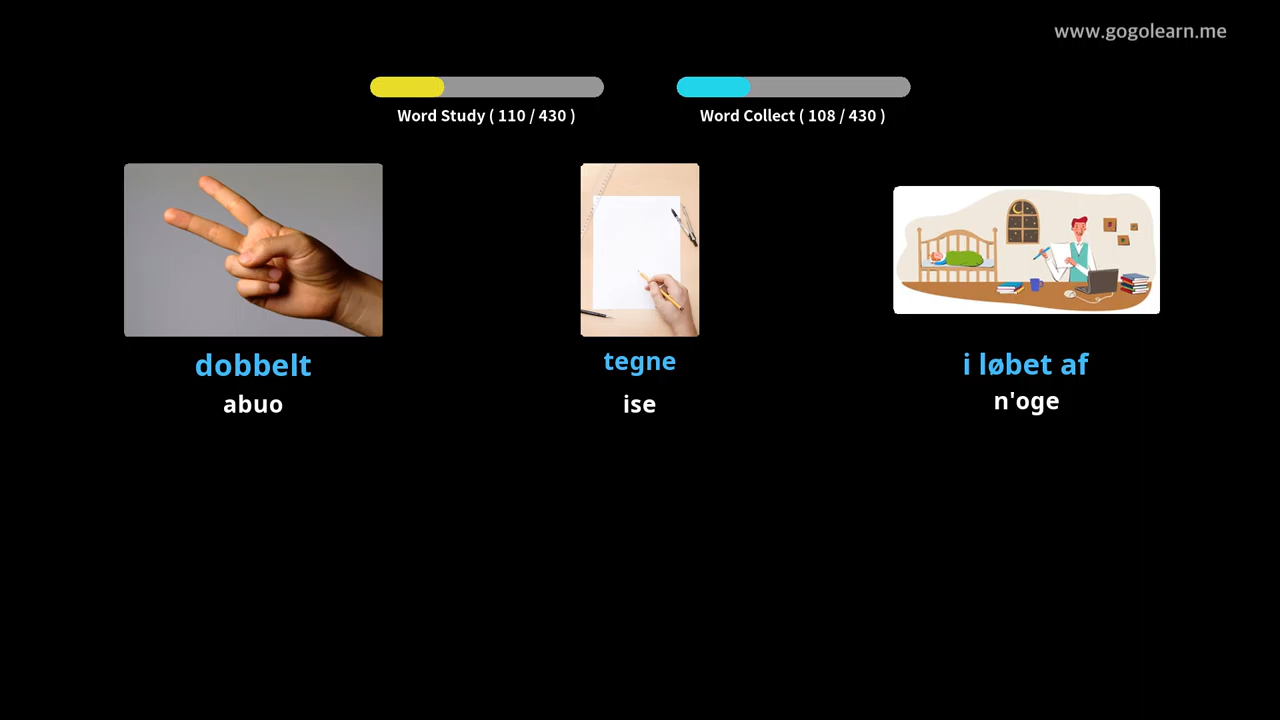 www.gogolearn.me
Word Study ( 110 / 430 )
Word Collect ( 108 / 430 )
dobbelt
abuo
tegne
ise
i løbet af
n'oge